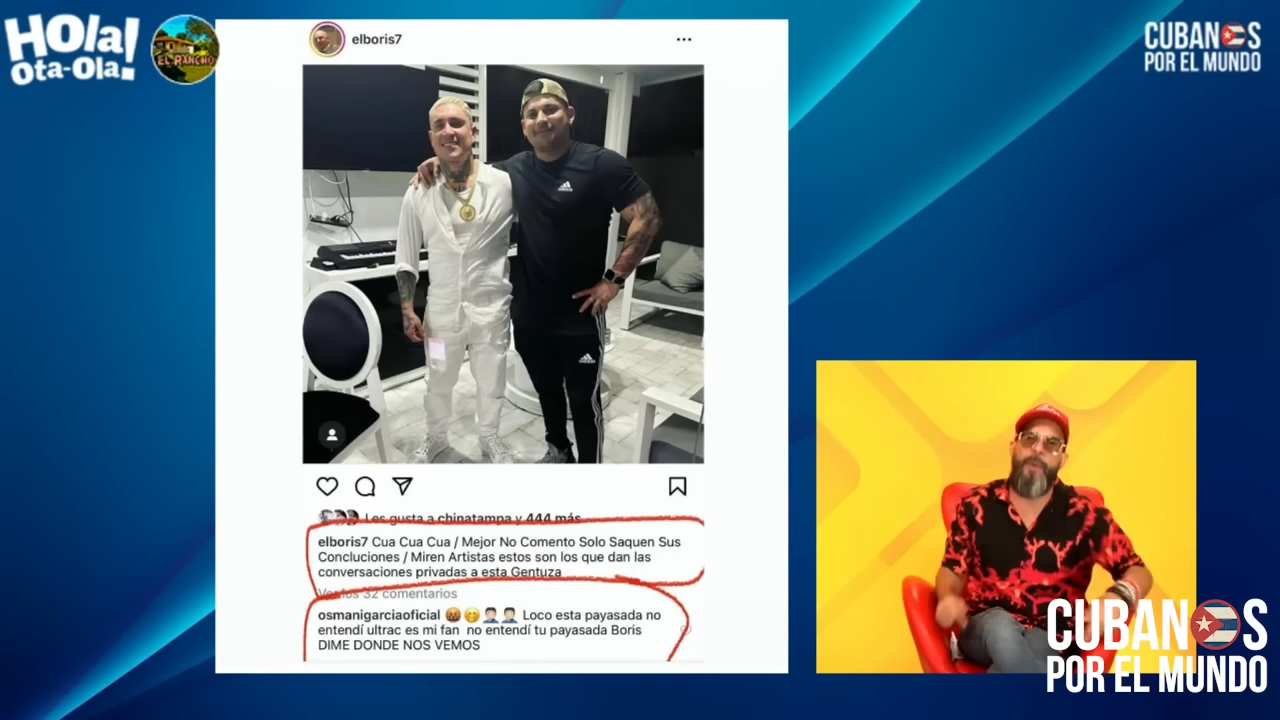 HOla!
Ota-Ola!
EL RANCHO
CUBANOS
POR EL MUNDO
elboris7
Les gusta a chinatampa y 444 más
elboris7 Cua Cua Cua / Mejor No Comento Solo Saquen Sus
Concluciones / Miren Artistas estos son los que dan las
conversaciones privadas a esta Gentuza
Ver los 32 comentarios
osmanigarciaoficial 🤬🤭🤦🏻‍♂️🤦🏻‍♂️ Loco esta payasada no
entendí ultrac es mi fan no entendí tu payasada Boris
DIME DONDE NOS VEMOS
CUBANOS
POR EL MUNDO